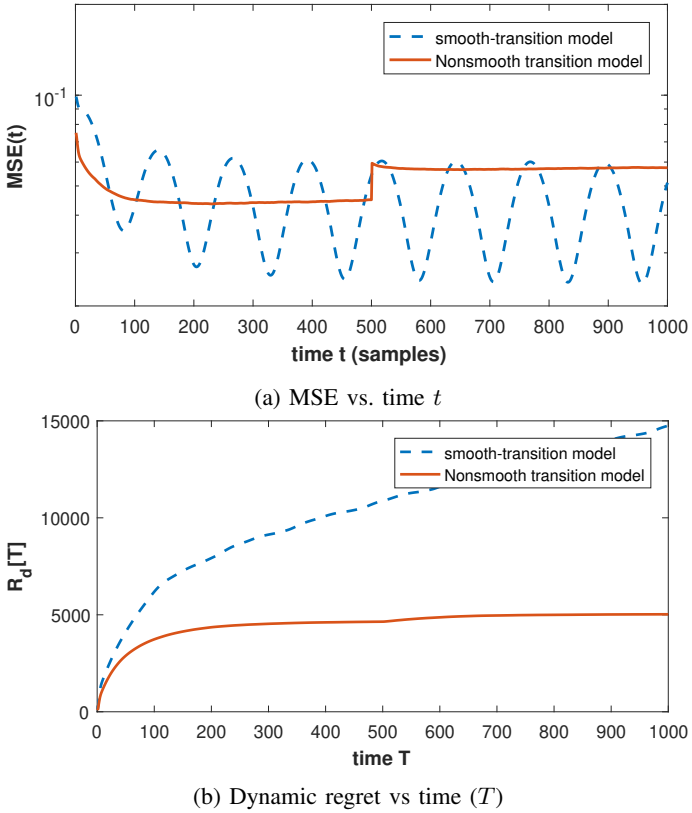 10^-1
MSE(t)
smooth-transition model
Nonsmooth transition model
0 100 200 300 400 500 600 700 800 900 1000
time t (samples)
(a) MSE vs. time t
15000
10000
5000
0
R_d[T]
smooth-transition model
Nonsmooth transition model
0 100 200 300 400 500 600 700 800 900 1000
time T
(b) Dynamic regret vs time (T)